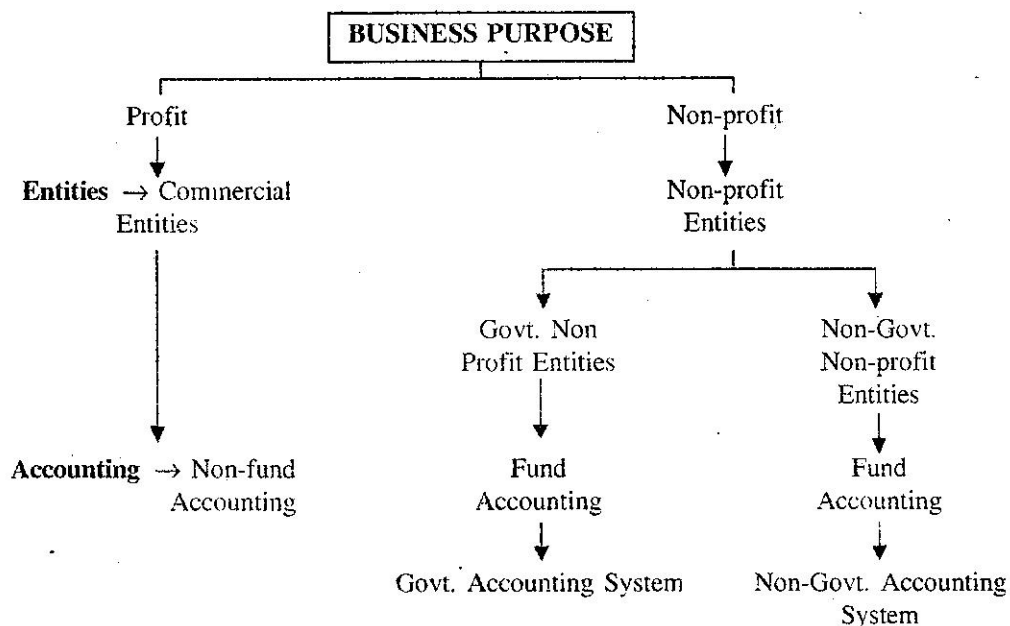 BUSINESS PURPOSE
Profit
Non-profit
Entities → Commercial
Entities
Non-profit
Entities
Govt. Non
Profit Entities
Non-Govt.
Non-profit
Entities
Accounting → Non-fund
Accounting
Fund
Accounting
Fund
Accounting
Govt. Accounting System
Non-Govt. Accounting
System